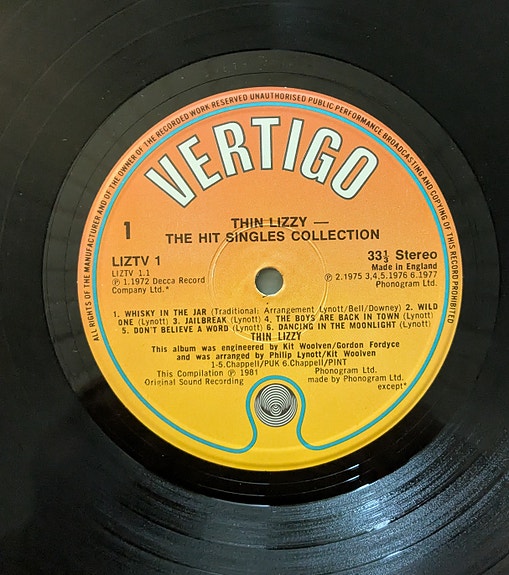 ALL RIGHTS OF THE MANUFACTURER AND OF THE OWNER OF THE RECORDED WORK RESERVED UNAUTHORISED PUBLIC PERFORMANCE BROADCASTING AND COPYING OF THIS RECORD PROHIBITED
VERTIGO
1
THIN LIZZY —
THE HIT SINGLES COLLECTION
LIZTV 1
33⅓ Stereo
Made in England
LIZTV 1.1
℗ 1.1972 Decca Record
Company Ltd.*
℗ 2.1975 3,4,5.1976 6.1977
Phonogram Ltd.
1. WHISKY IN THE JAR (Traditional: Arrangement Lynott/Bell/Downey) 2. WILD
ONE (Lynott) 3. JAILBREAK (Lynott) 4. THE BOYS ARE BACK IN TOWN (Lynott)
5. DON'T BELIEVE A WORD (Lynott) 6. DANCING IN THE MOONLIGHT (Lynott)
THIN LIZZY
This album was engineered by Kit Woolven/Gordon Fordyce
and was arranged by Philip Lynott/Kit Woolven
1-5.Chappell/PUK 6.Chappell/PINT
This Compilation ℗ 1981 Phonogram Ltd.
Original Sound Recording made by Phonogram Ltd.
except*